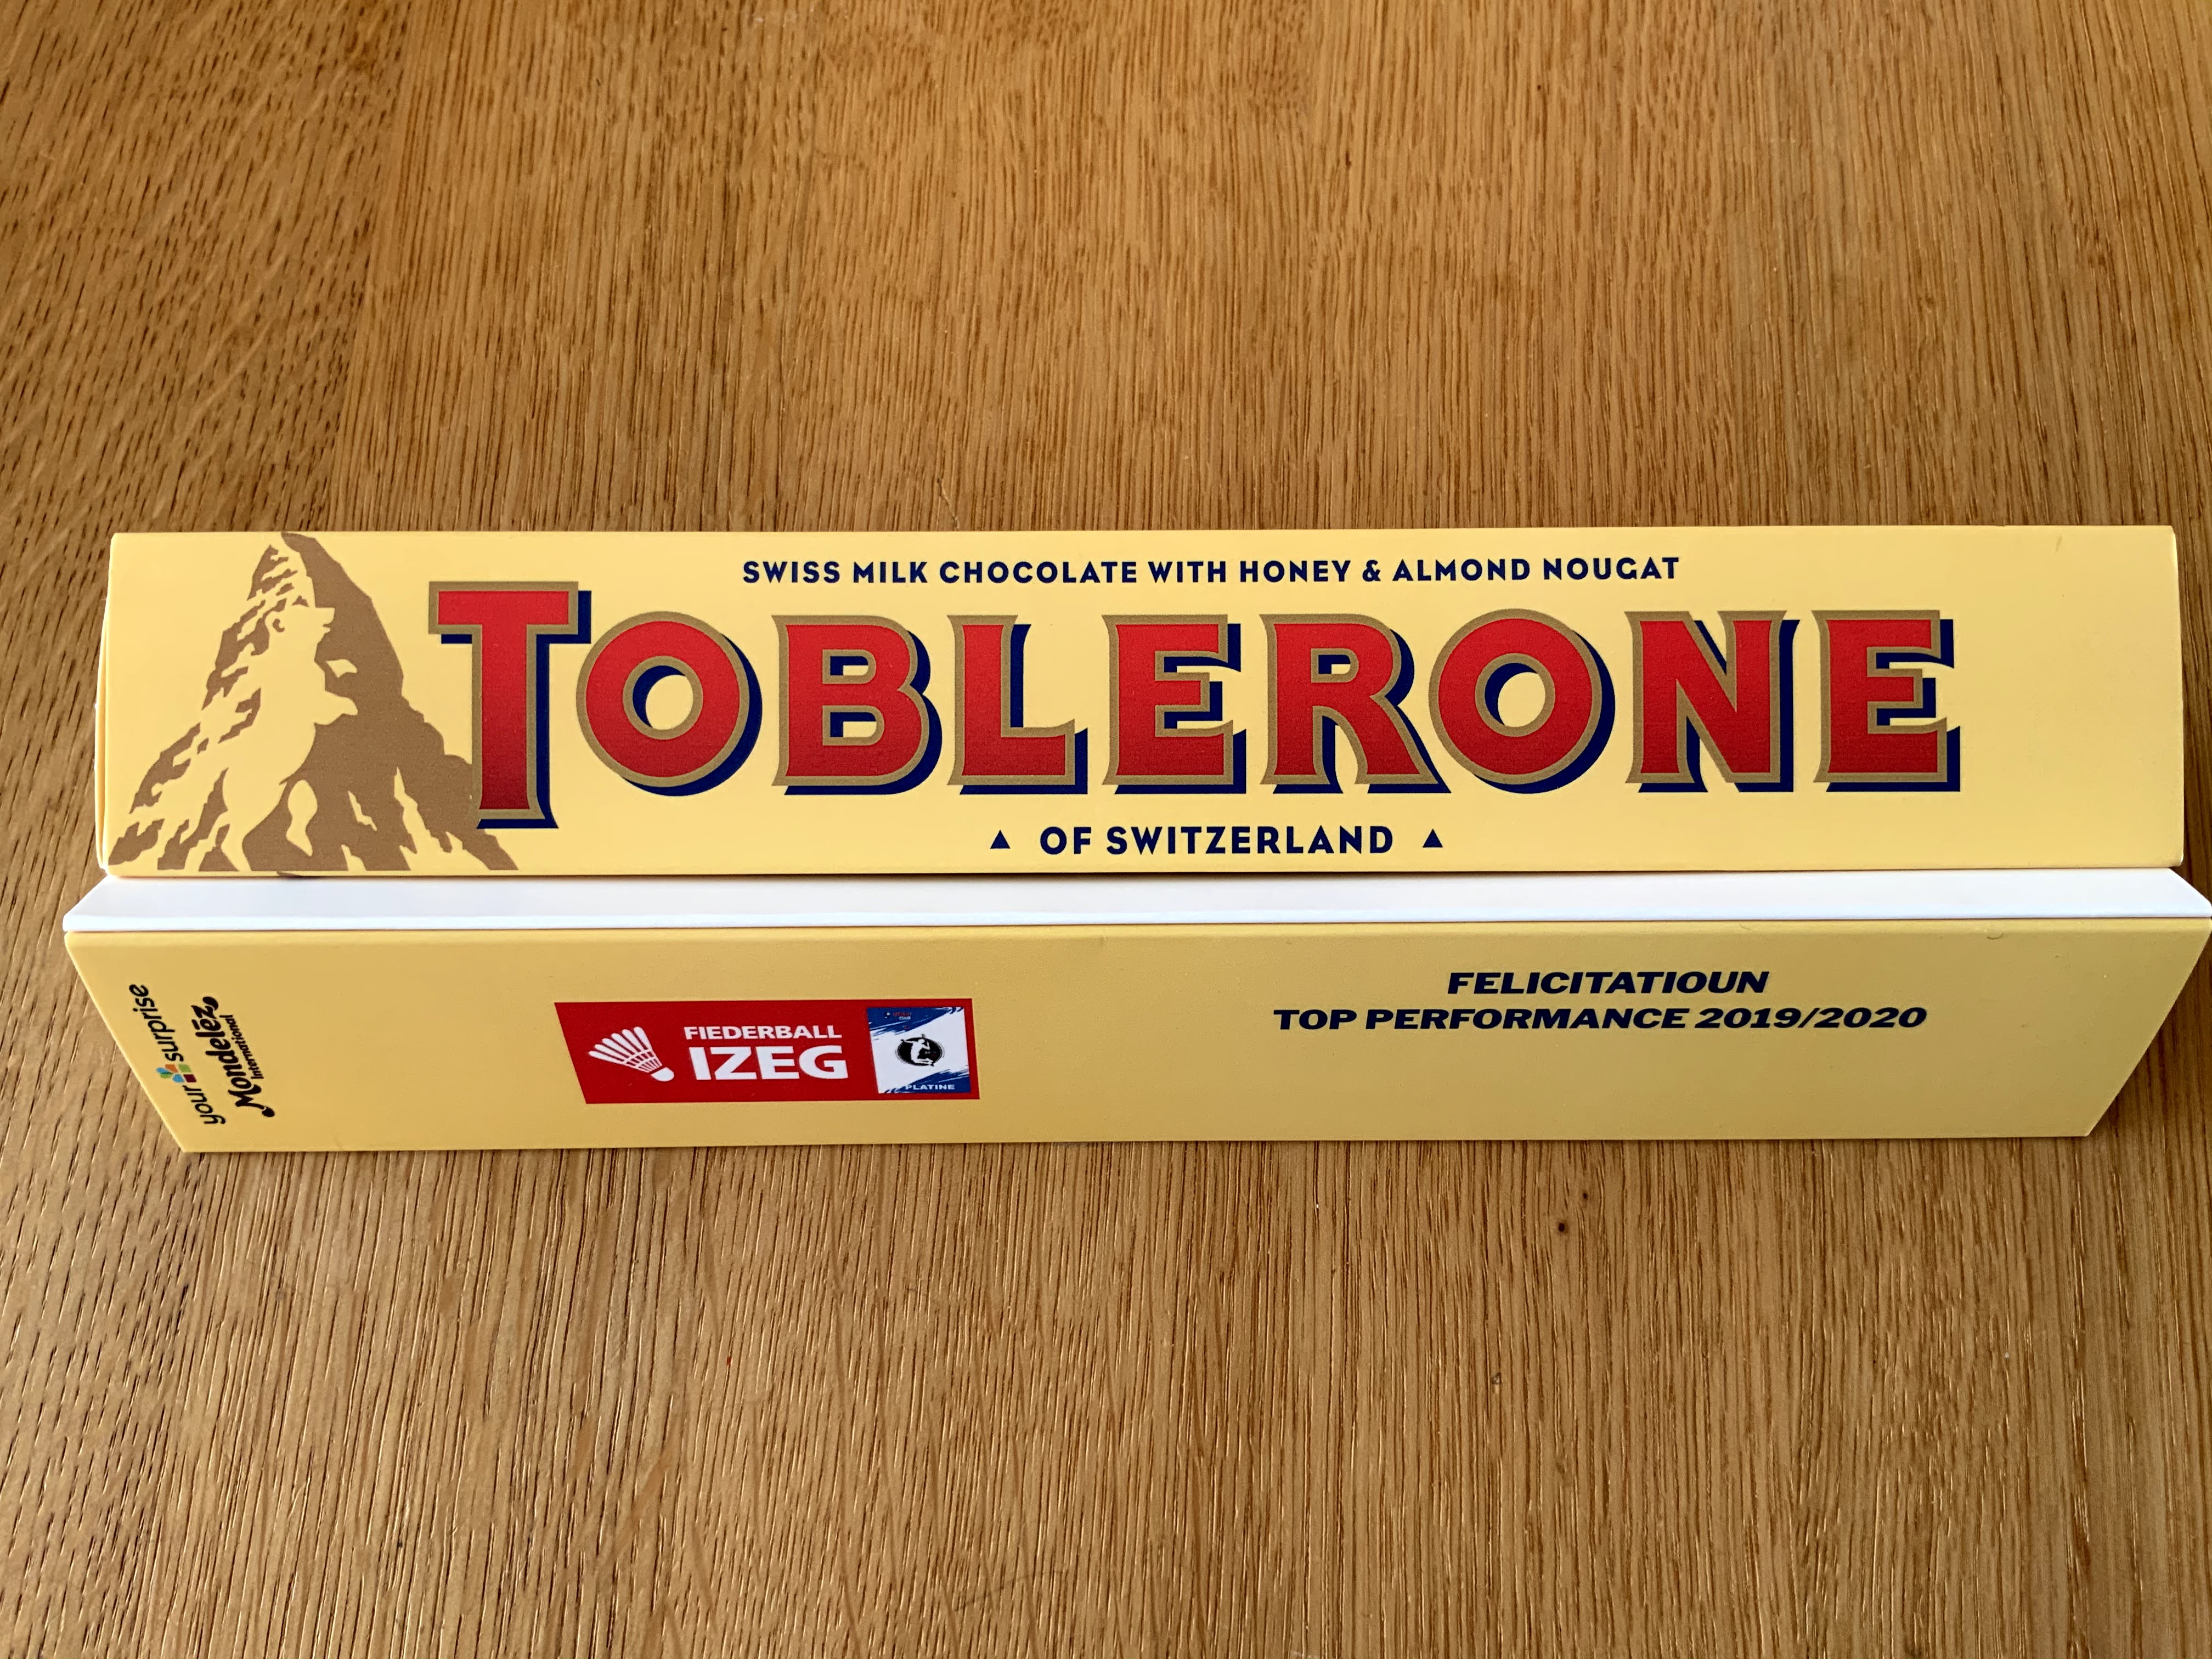 SWISS MILK CHOCOLATE WITH HONEY & ALMOND NOUGAT
TOBLERONE
OF SWITZERLAND
your surprise
Mondelēz
International
FIEDERBALL
IZEG
PLATINE
FELICITATIOUN
TOP PERFORMANCE 2019/2020